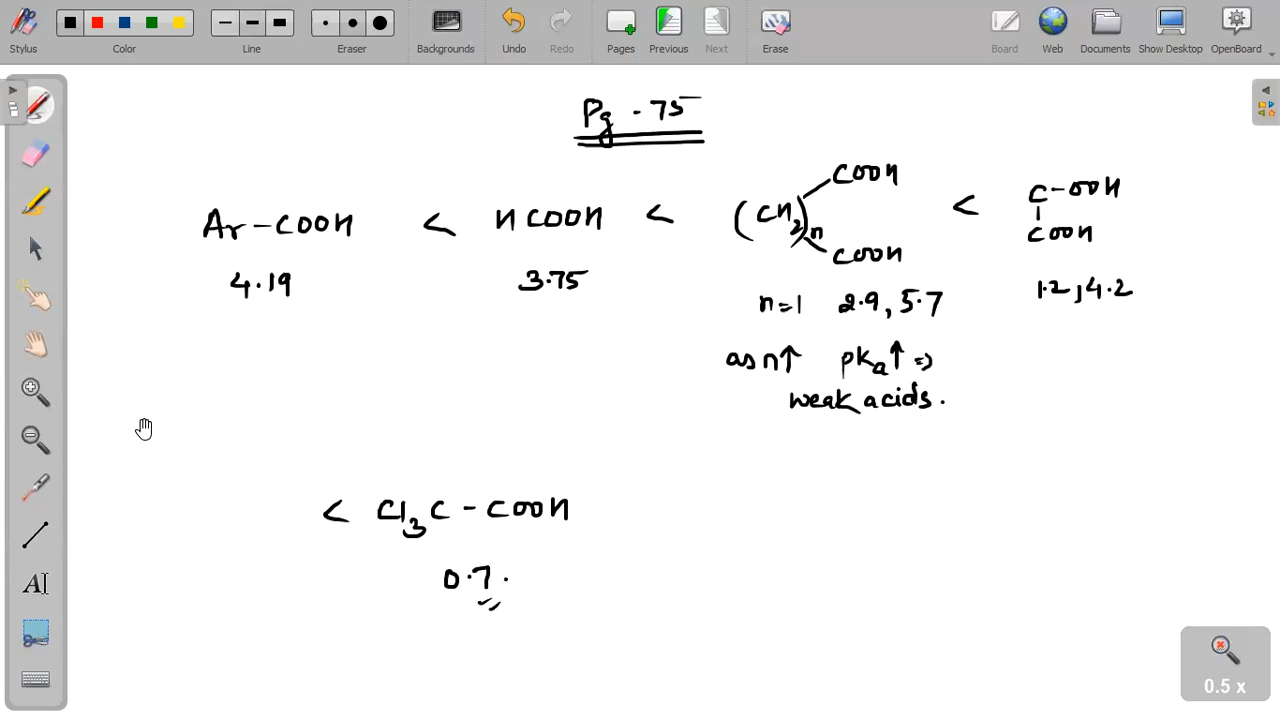 Stylus Color Line Eraser Backgrounds Undo Redo Pages Previous Next Erase Board Web Documents Show Desktop OpenBoard
Pg - 75
Ar-COOH < HCOOH < (CH2)n COOH COOH < C-OOH COOH
4.19 3.75 n=1 2.9, 5.7 1.2, 4.2
as n↑ pKa↑ ⇒
weak acids.
< Cl3C - COOH
0.7.
0.5 x